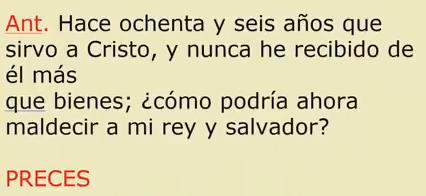 Ant. Hace ochenta y seis años que
sirvo a Cristo, y nunca he recibido de
él más
que bienes; ¿cómo podría ahora
maldecir a mi rey y salvador?
PRECES